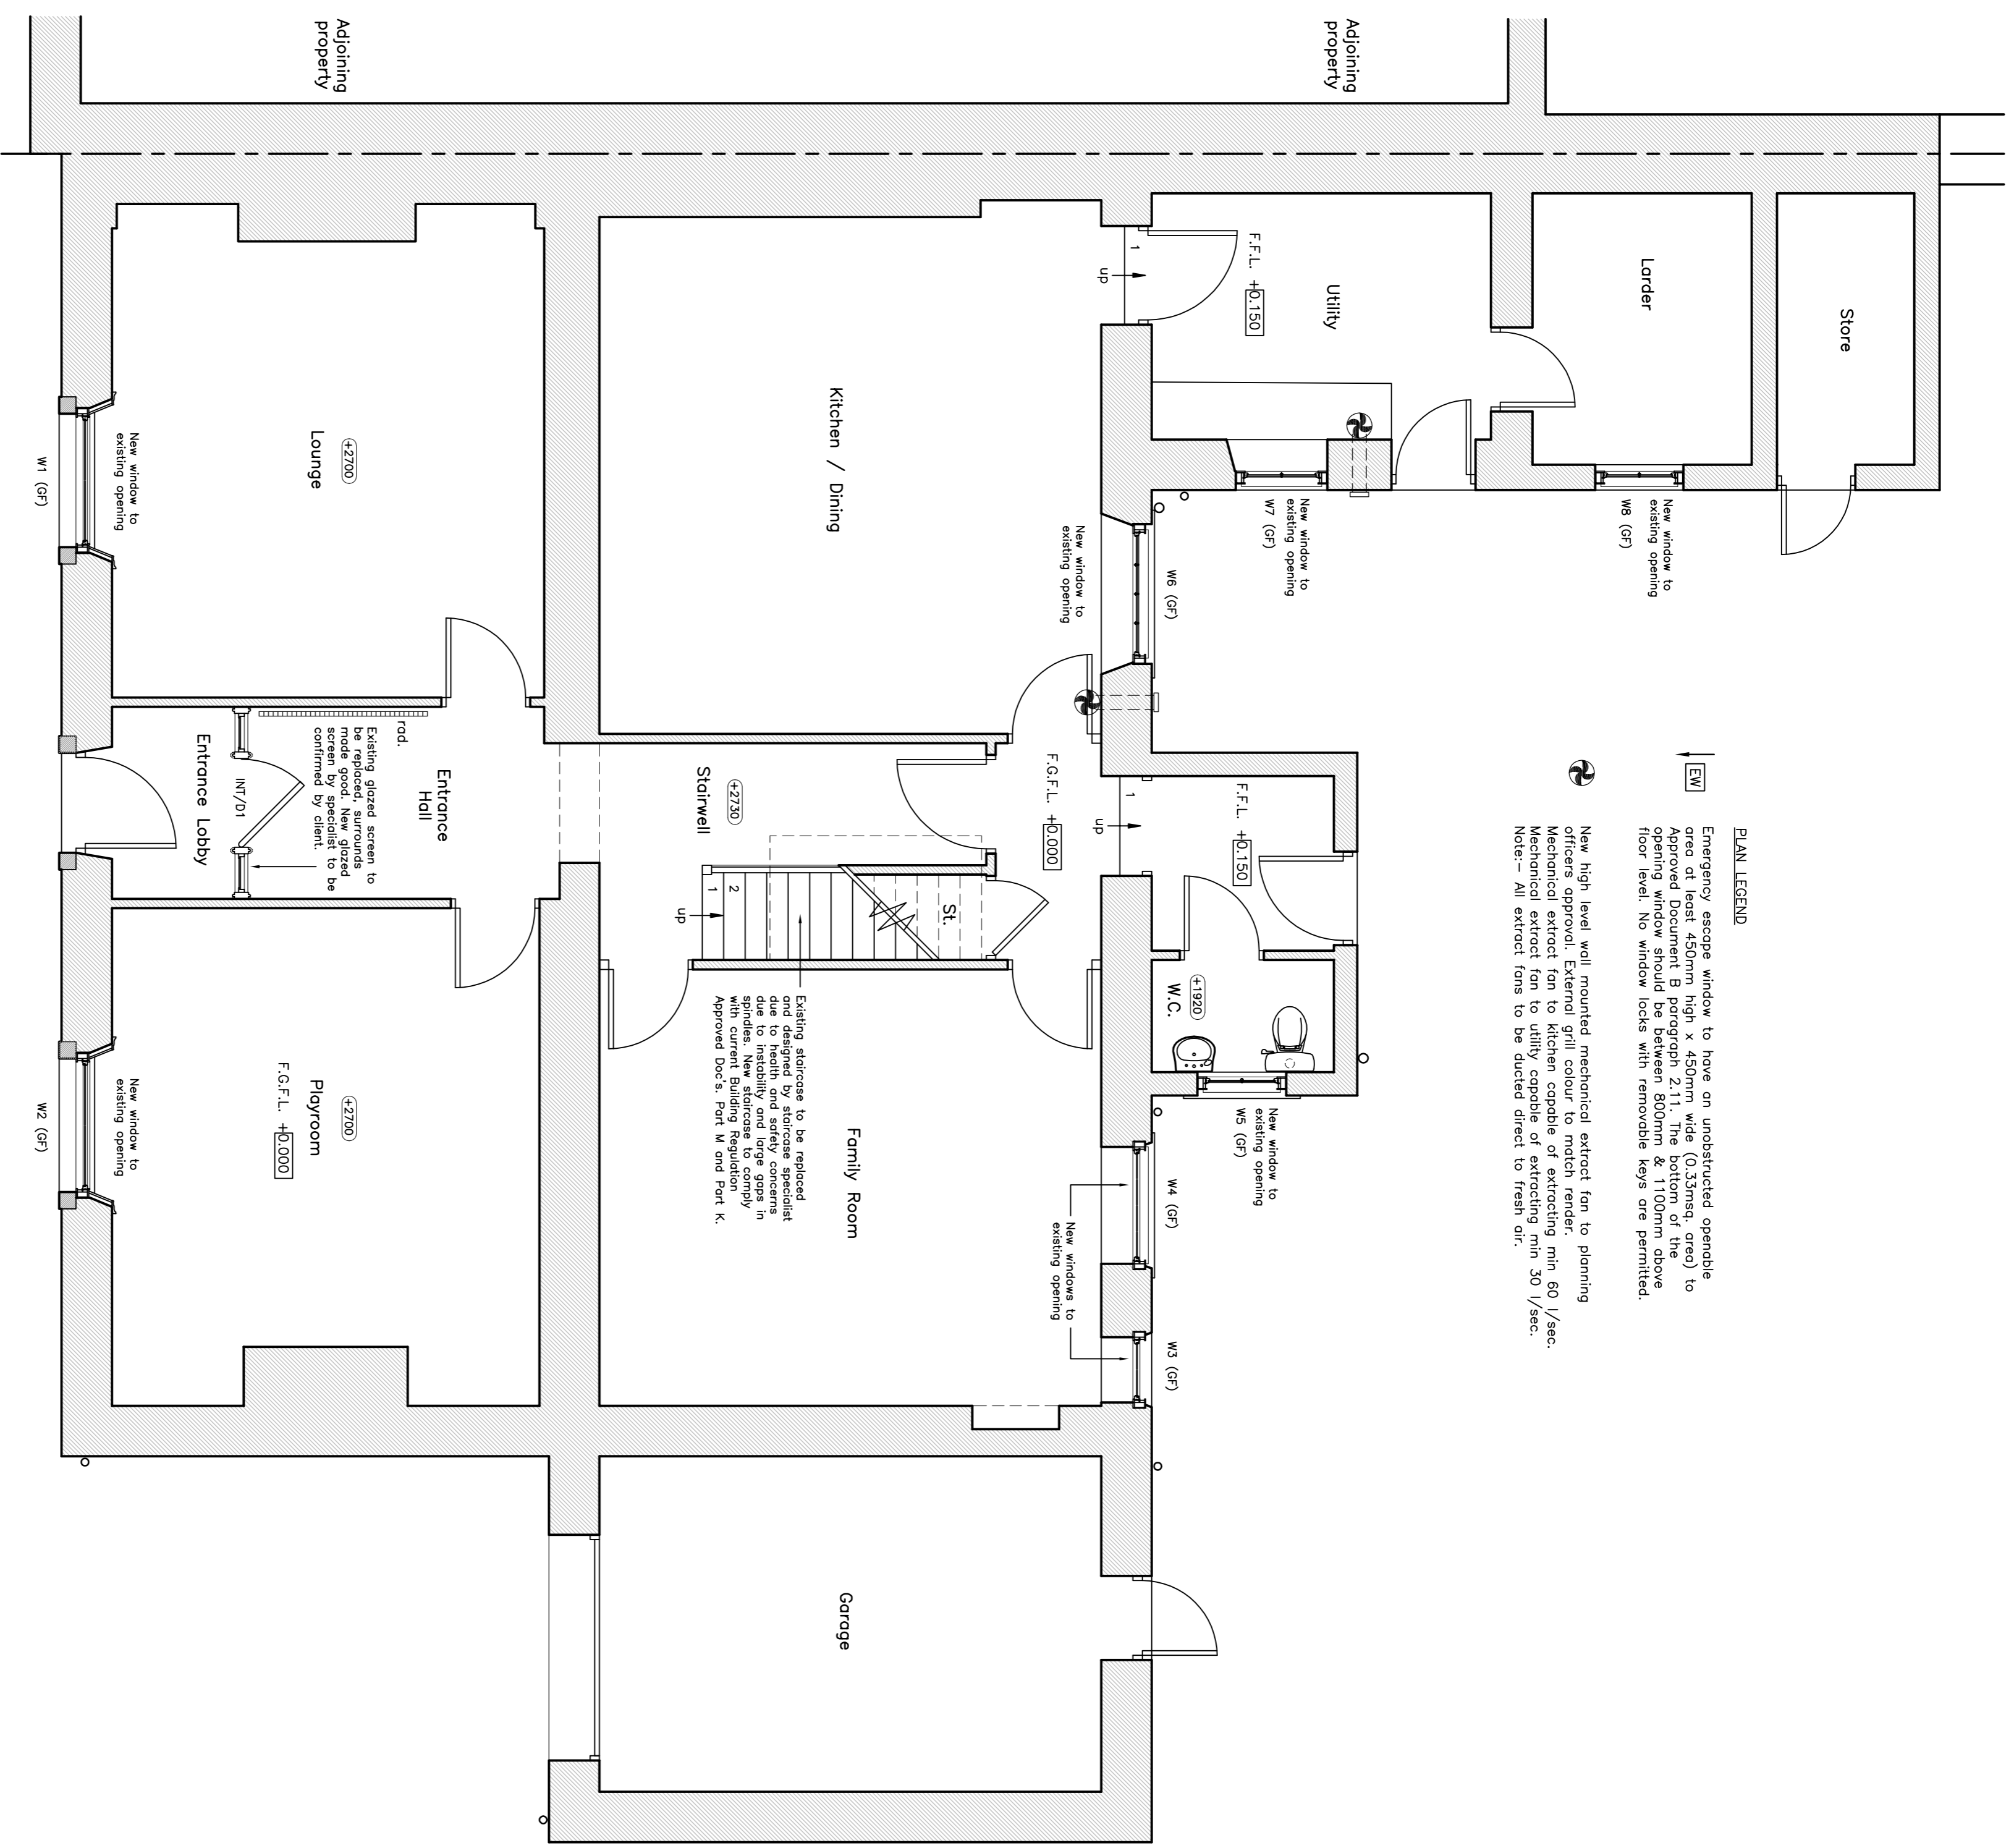 PLAN LEGEND
EW
Emergency escape window to have an unobstructed openable
area at least 450mm high x 450mm wide (0.33msq. area) to
Approved Document B paragraph 2.11. The bottom of the
opening window should be between 800mm & 1100mm above
floor level. No window locks with removable keys are permitted.
New high level wall mounted mechanical extract fan to planning
officers approval. External grill colour to match render.
Mechanical extract fan to kitchen capable of extracting min 60 l/sec.
Mechanical extract fan to utility capable of extracting min 30 l/sec.
Note:- All extract fans to be ducted direct to fresh air.
Store
Larder
New window to
existing opening
W8 (GF)
Adjoining
property
Utility
F.F.L. +0.150
New window to
existing opening
W7 (GF)
1
up
W6 (GF)
New window to
existing opening
F.F.L. +0.150
1
up
F.G.F.L. +0.000
+1920
W.C.
New window to
existing opening
W5 (GF)
W4 (GF)
W3 (GF)
New windows to
existing opening
Kitchen / Dining
St.
Family Room
Garage
Existing staircase to be replaced
and designed by staircase specialist
due to health and safety concerns
due to instability and large gaps in
spindles. New staircase to comply
with current Building Regulation
Approved Doc's. Part M and Part K.
+2730
Stairwell
2
1
up
Adjoining
property
+2700
Lounge
Entrance
Hall
rad.
Existing glazed screen to
be replaced, surrounds
made good. New glazed
screen by specialist to be
confirmed by client.
INT/D1
Entrance Lobby
+2700
Playroom
F.G.F.L. +0.000
New window to
existing opening
W1 (GF)
New window to
existing opening
W2 (GF)